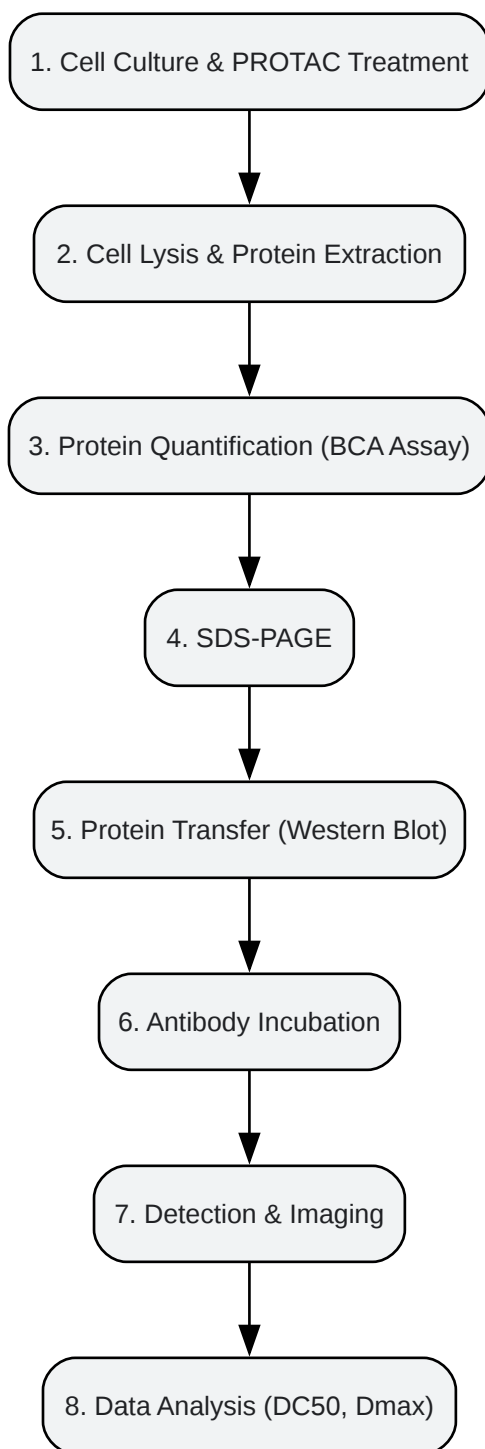 1. Cell Culture & PROTAC Treatment
2. Cell Lysis & Protein Extraction
3. Protein Quantification (BCA Assay)
4. SDS-PAGE
5. Protein Transfer (Western Blot)
6. Antibody Incubation
7. Detection & Imaging
8. Data Analysis (DC50, Dmax)